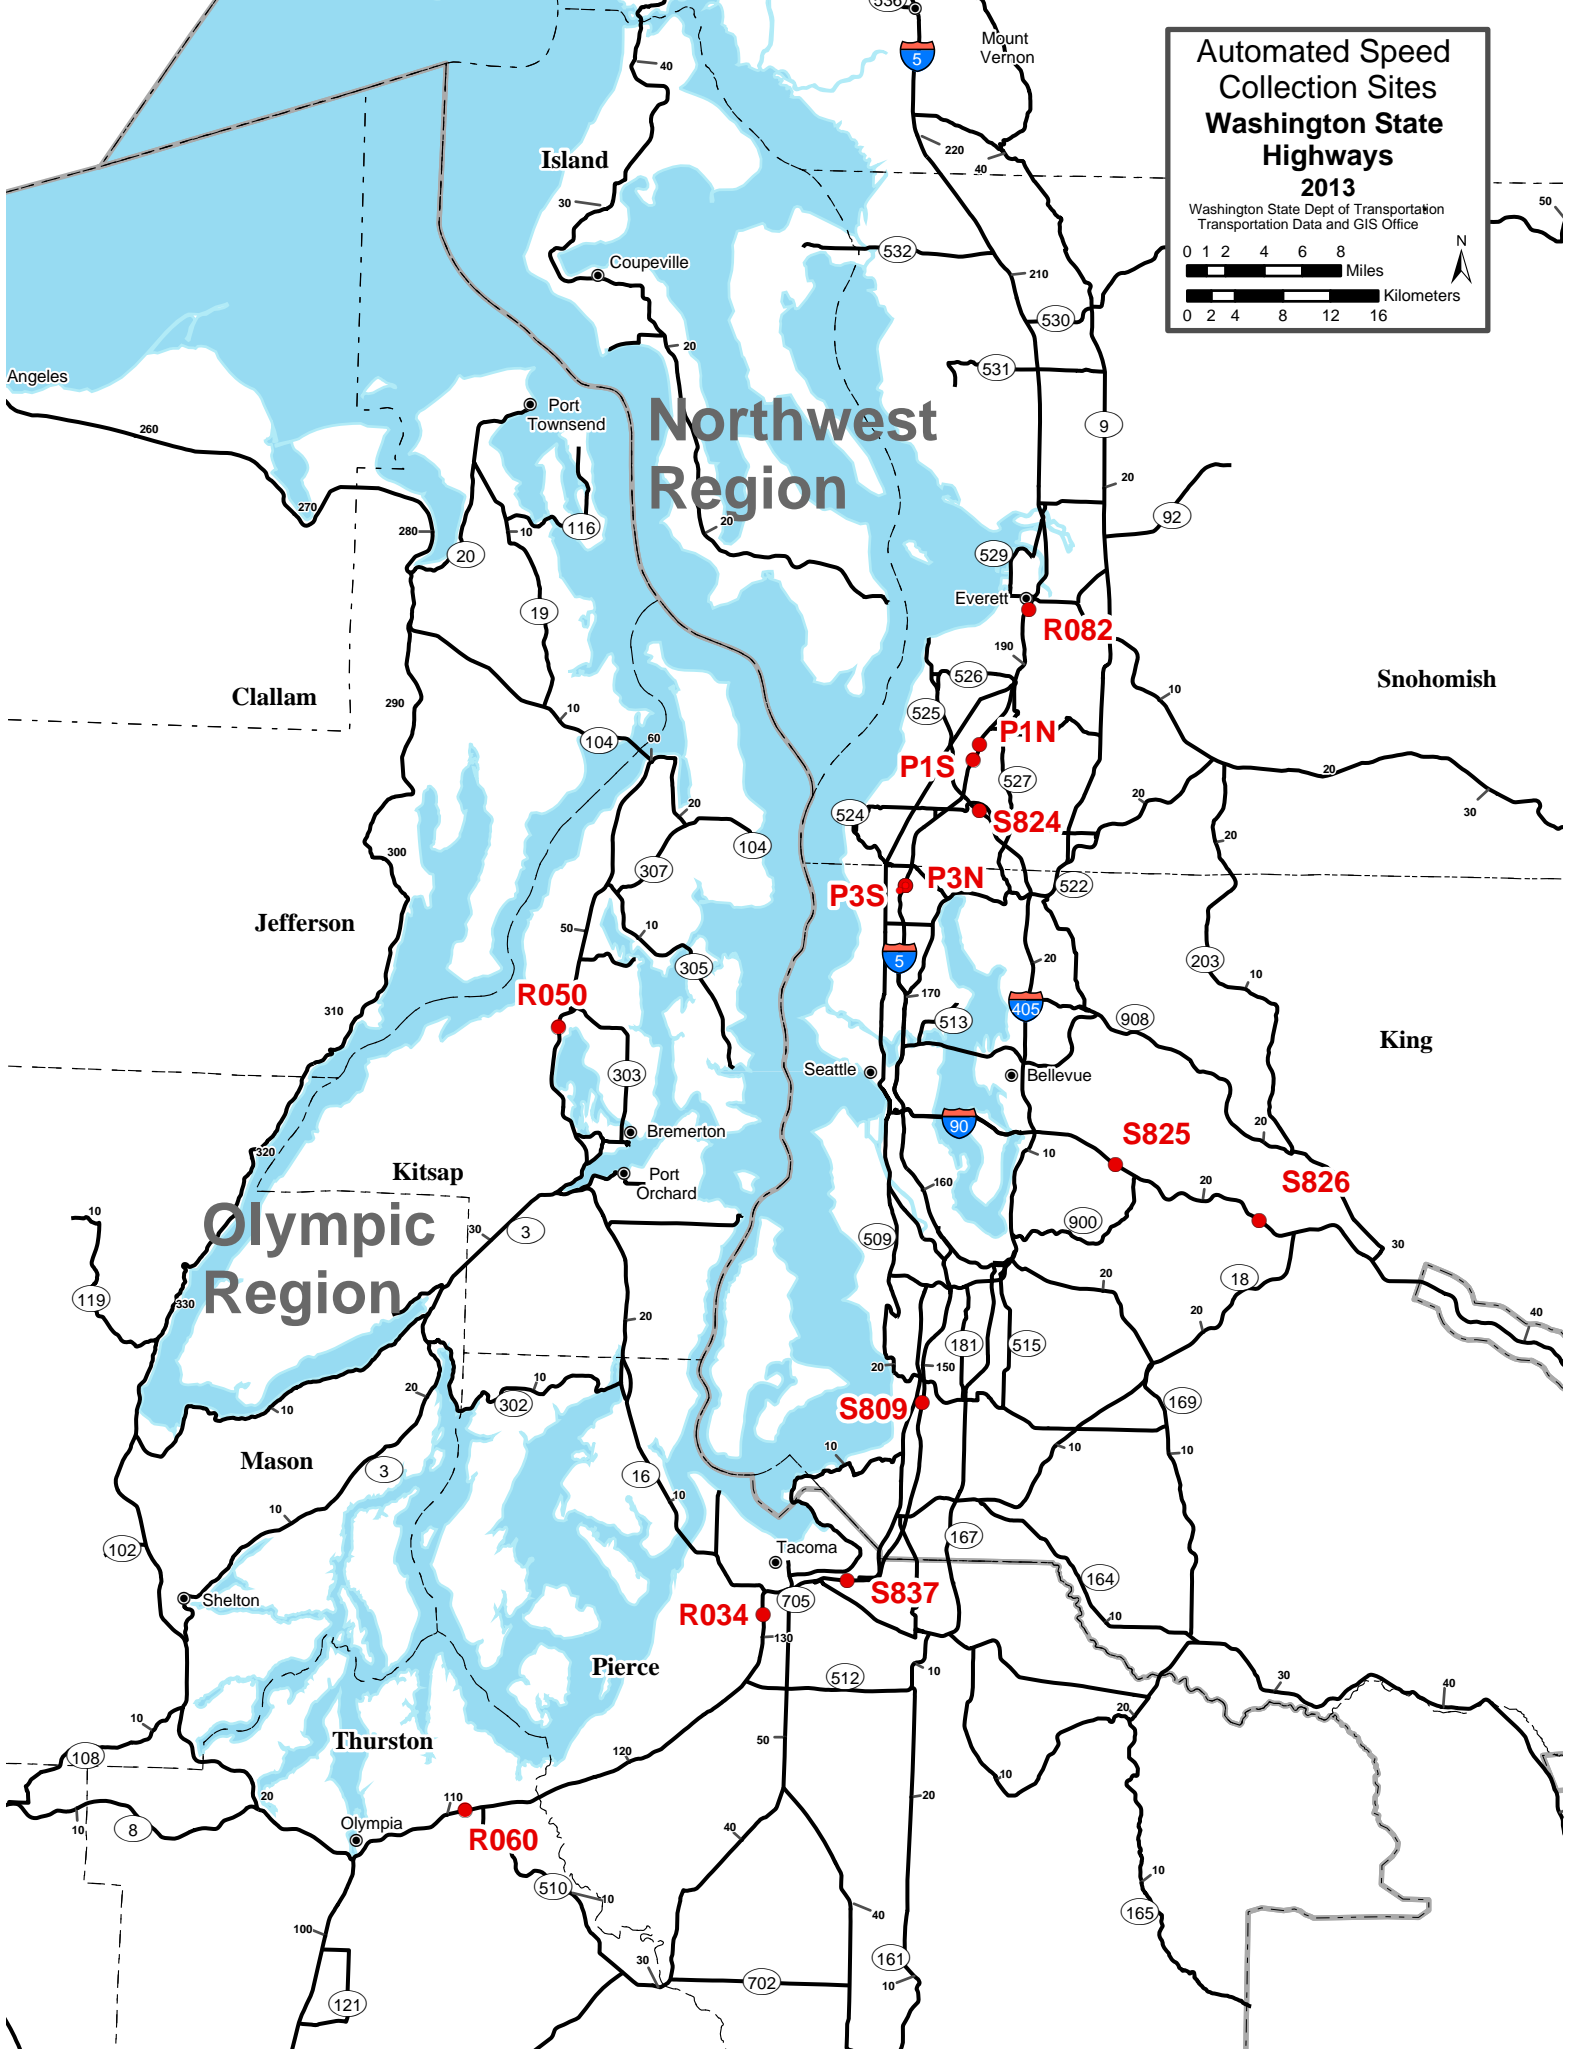 536
5
Mount
Vernon
40
Automated Speed
Collection Sites
Washington State
Highways
2013
Washington State Dept of Transportation
Transportation Data and GIS Office
0 1 2 4 6 8
Miles
Kilometers
0 2 4 8 12 16
N
50
220
40
Island
30
532
Coupeville
210
530
20
531
Angeles
Port
Townsend
260
Northwest
Region
9
20
270
280
20
10
116
20
92
529
19
Everett
R082
190
526
Snohomish
Clallam
290
10
104
60
525
10
P1N
P1S
527
20
20
20
524
S824
30
104
300
307
20
522
P3N
P3S
Jefferson
50
10
305
5
20
203
10
R050
170
405
310
513
908
King
303
Seattle
Bellevue
90
Bremerton
S825
20
320
10
Kitsap
Port
Orchard
160
20
S826
Olympic
Region
10
30
3
509
900
30
119
330
20
20
18
20
40
181
515
20
150
20
10
302
10
S809
169
Mason
10
10
10
3
16
10
10
102
167
Tacoma
164
Shelton
705
S837
R034
130
10
Pierce
512
10
30
40
20
10
Thurston
50
120
108
10
20
110
20
10
8
Olympia
R060
40
10
510
10
40
165
100
30
161
702
10
121